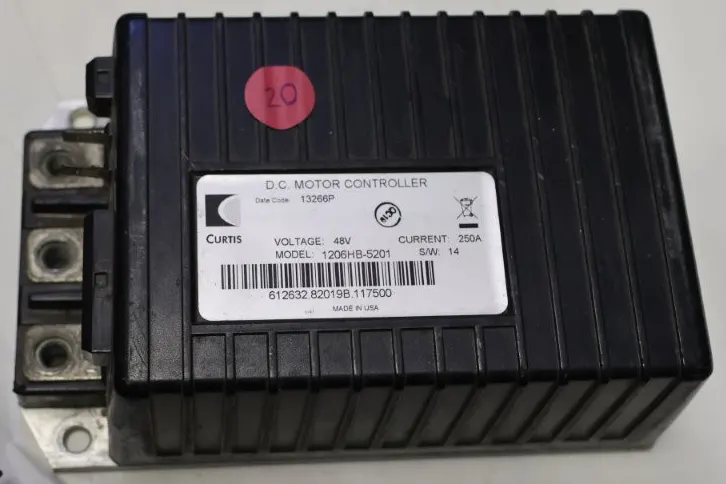 20
D.C. MOTOR CONTROLLER
Date Code: 13266P
CURTIS
VOLTAGE: 48V CURRENT: 250A
MODEL: 1206HB-5201 S/W: 14
612632.82019B.117500
MADE IN USA